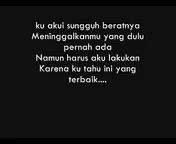 ku akui sungguh beratnya
Meninggalkanmu yang dulu
pernah ada
Namun harus aku lakukan
Karena ku tahu ini yang
terbaik....